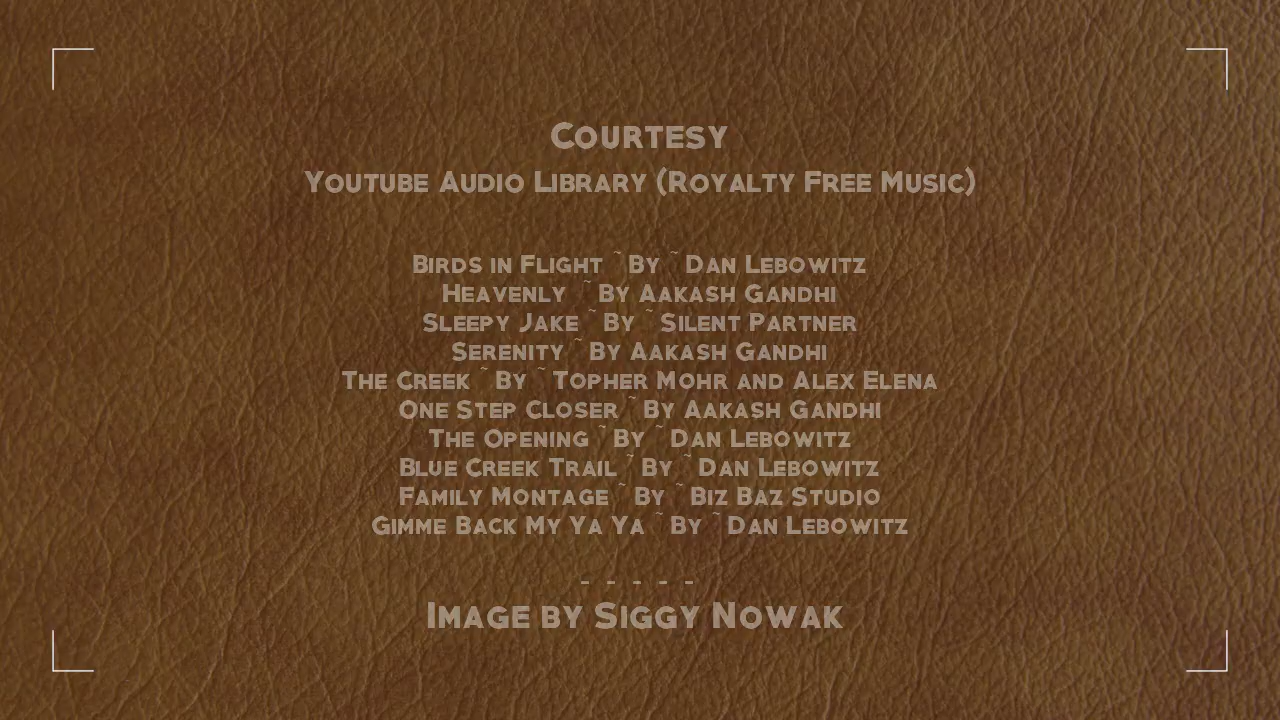 Courtesy
Youtube Audio Library (Royalty Free Music)
Birds in Flight ~ By ~ Dan Lebowitz
Heavenly ~ By Aakash Gandhi
Sleepy Jake ~ By ~ Silent Partner
Serenity ~ By Aakash Gandhi
The Creek ~ By ~ Topher Mohr and Alex Elena
One Step Closer ~ By Aakash Gandhi
The Opening ~ By ~ Dan Lebowitz
Blue Creek Trail ~ By ~ Dan Lebowitz
Family Montage ~ By ~ Biz Baz Studio
Gimme Back My Ya Ya ~ By ~ Dan Lebowitz
- - - - -
Image by Siggy Nowak